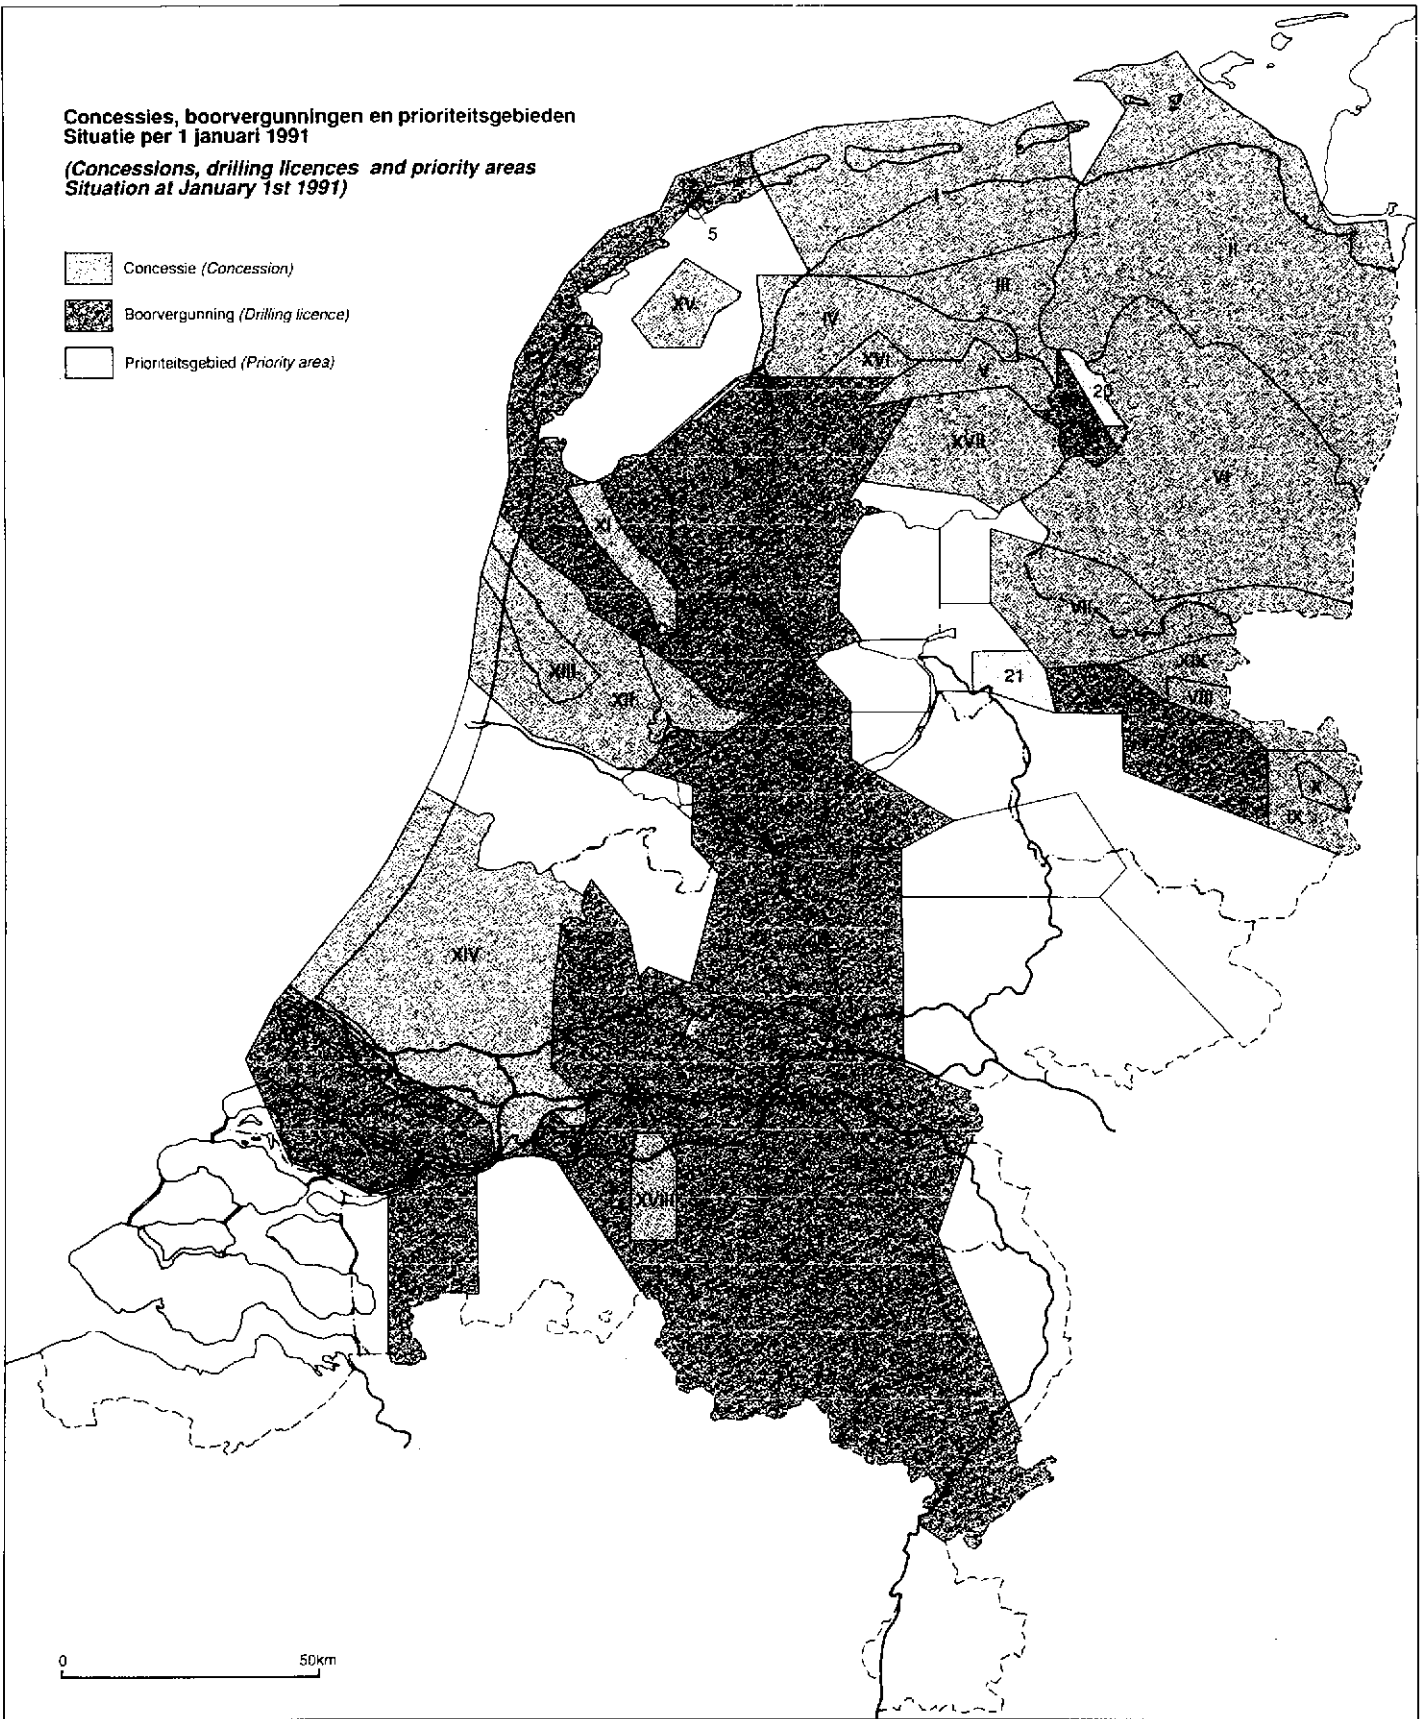 Concessies, boorvergunningen en prioriteitsgebieden
Situatie per 1 januari 1991
(Concessions, drilling licences and priority areas
Situation at January 1st 1991)
Concessie (Concession)
Boorvergunning (Drilling licence)
Prioriteitsgebied (Priority area)
I
II
5
III
XV
IV
XVI
V
20
XVII
VI
XI
VII
XIX
XIII
21
VIII
XII
X
IX
XIV
XVIII
0 50km